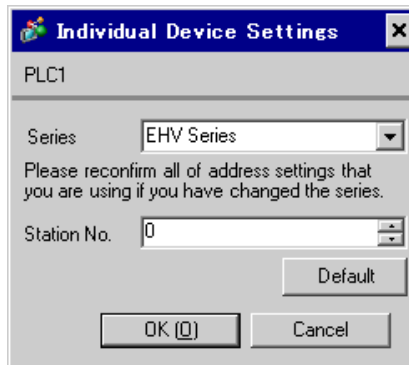 Individual Device Settings
PLC1
Series EHV Series
Please reconfirm all of address settings that
you are using if you have changed the series.
Station No. 0
Default
OK (O) Cancel